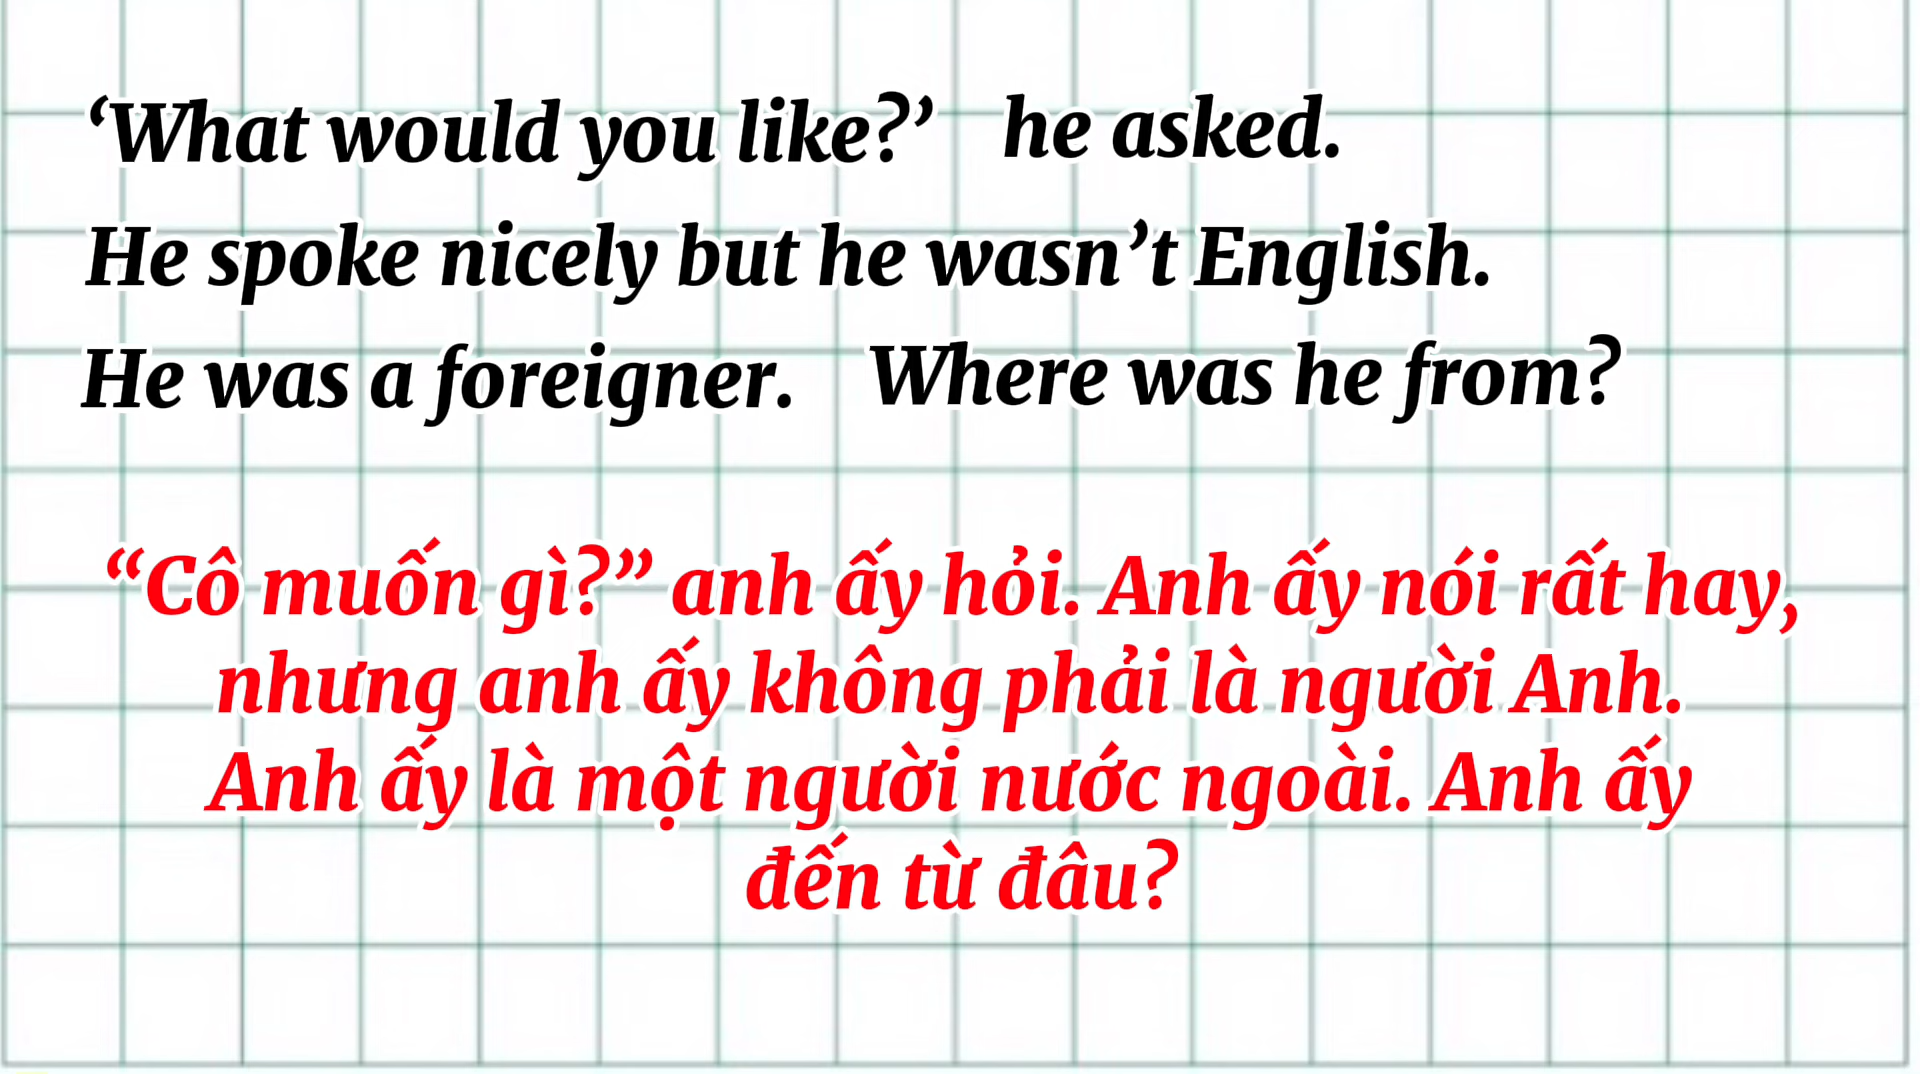 ‘What would you like?’ he asked.
He spoke nicely but he wasn’t English.
He was a foreigner. Where was he from?
“Cô muốn gì?” anh ấy hỏi. Anh ấy nói rất hay,
nhưng anh ấy không phải là người Anh.
Anh ấy là một người nước ngoài. Anh ấy
đến từ đâu?